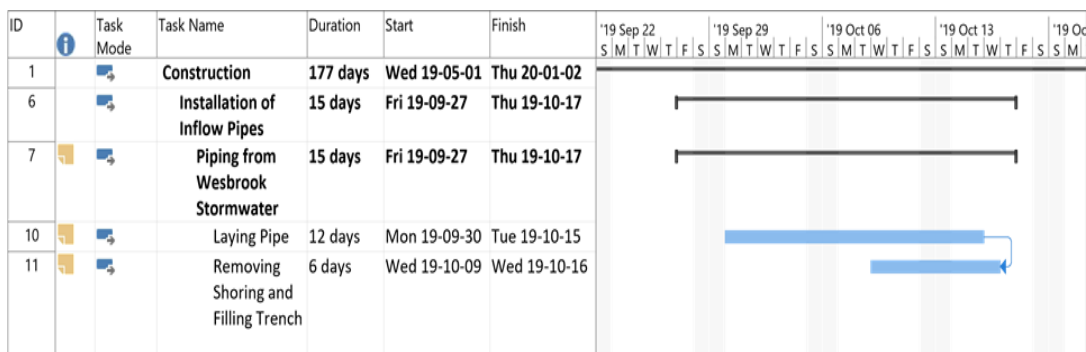 ID Task Mode Task Name Duration Start Finish '19 Sep 22 '19 Sep 29 '19 Oct 06 '19 Oct 13 '19 Oc
S M T W T F S S M T W T F S S M T W T F S S M T W T F S S M
1 Construction 177 days Wed 19-05-01 Thu 20-01-02
6 Installation of 15 days Fri 19-09-27 Thu 19-10-17
Inflow Pipes
7 Piping from 15 days Fri 19-09-27 Thu 19-10-17
Wesbrook
Stormwater
10 Laying Pipe 12 days Mon 19-09-30 Tue 19-10-15
11 Removing 6 days Wed 19-10-09 Wed 19-10-16
Shoring and
Filling Trench